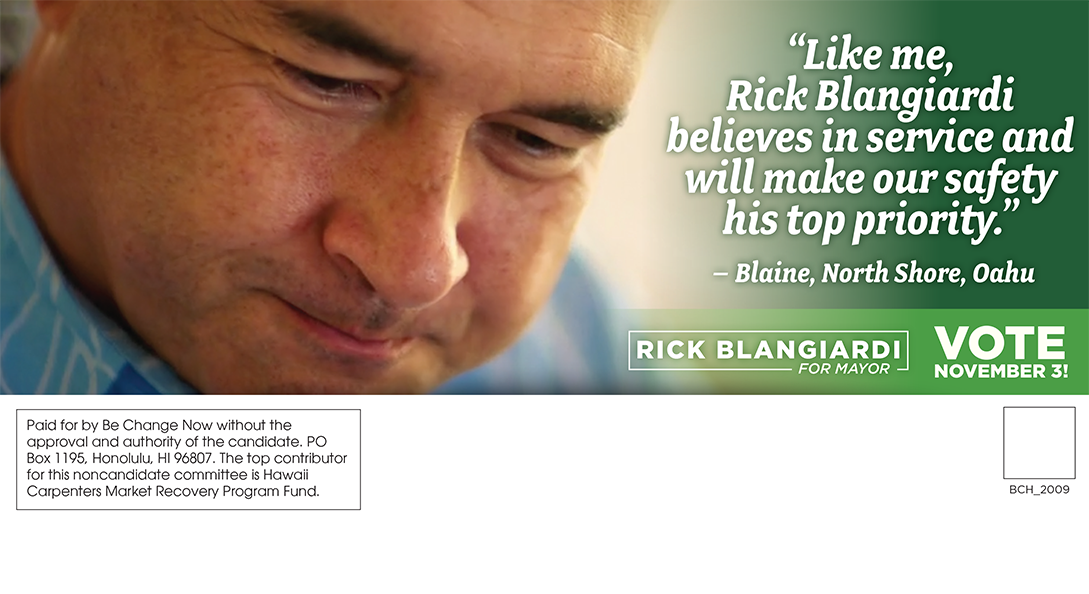 “Like me,
Rick Blangiardi
believes in service and
will make our safety
his top priority.”
– Blaine, North Shore, Oahu
RICK BLANGIARDI
FOR MAYOR
VOTE
NOVEMBER 3!
Paid for by Be Change Now without the
approval and authority of the candidate. PO
Box 1195, Honolulu, HI 96807. The top contributor
for this noncandidate committee is Hawaii
Carpenters Market Recovery Program Fund.
BCH_2009